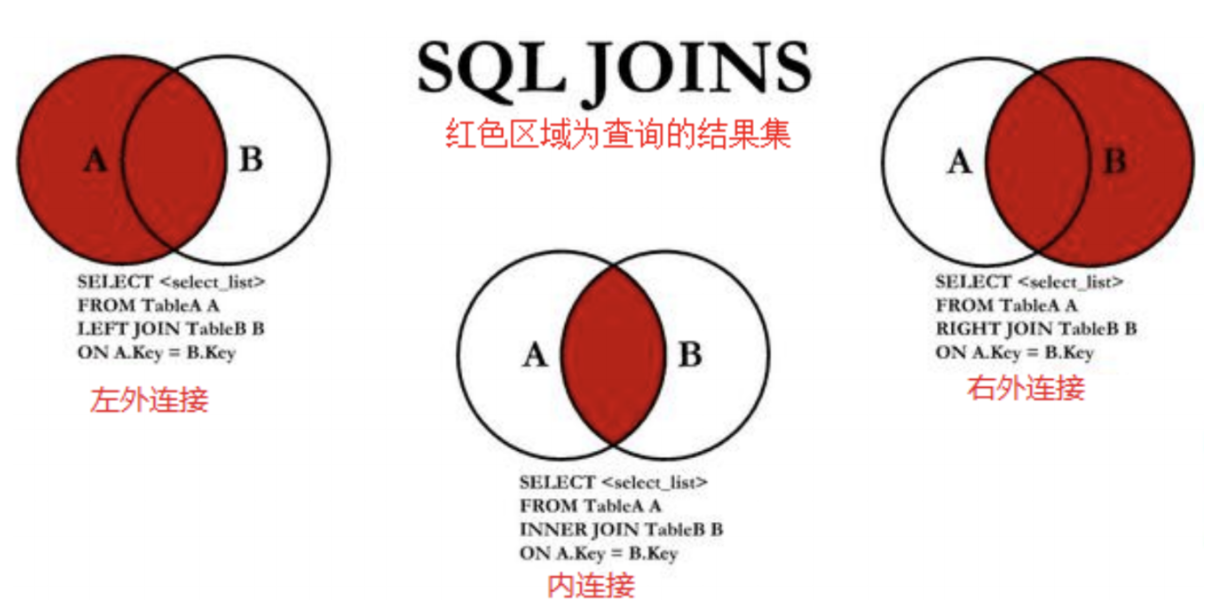 SQL JOINS
红色区域为查询的结果集
A
B
SELECT <select_list>
FROM TableA A
LEFT JOIN TableB B
ON A.Key = B.Key
左外连接
A
B
SELECT <select_list>
FROM TableA A
INNER JOIN TableB B
ON A.Key = B.Key
内连接
A
B
SELECT <select_list>
FROM TableA A
RIGHT JOIN TableB B
ON A.Key = B.Key
右外连接